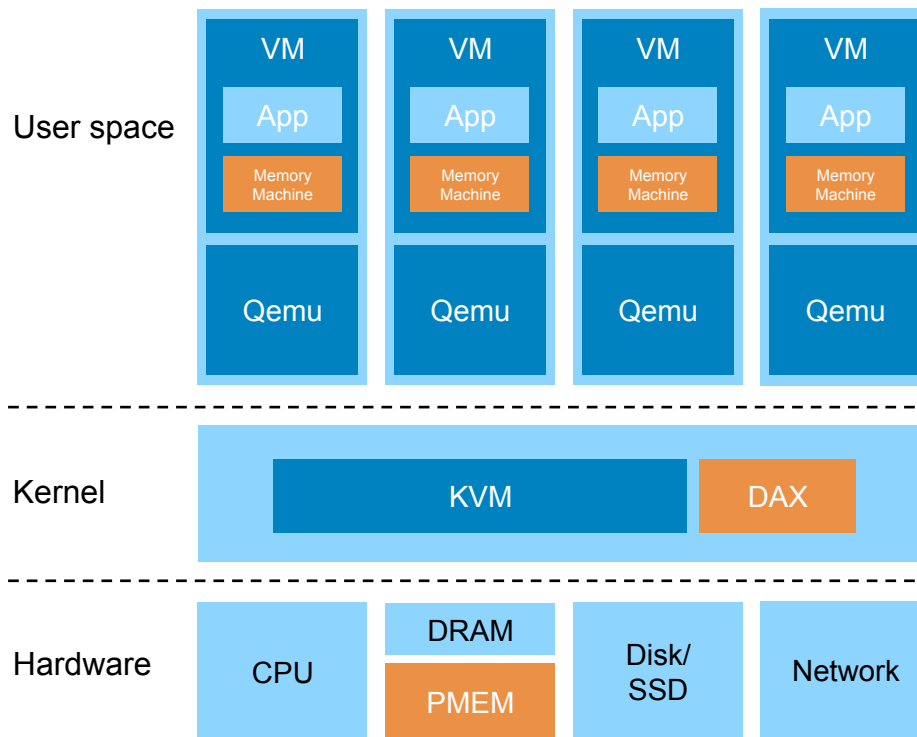 VM
VM
VM
VM
User space
App
App
App
App
Memory
Machine
Memory
Machine
Memory
Machine
Memory
Machine
Qemu
Qemu
Qemu
Qemu
Kernel
KVM
DAX
Hardware
CPU
DRAM
PMEM
Disk/
SSD
Network